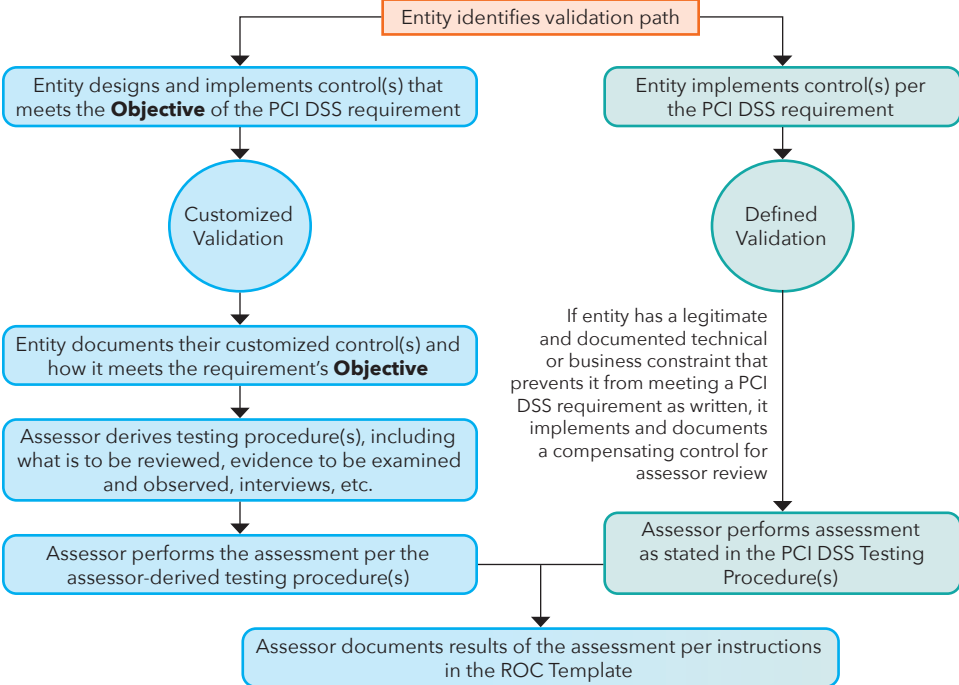 Entity identifies validation path
Entity designs and implements control(s) that
meets the Objective of the PCI DSS requirement
Entity implements control(s) per
the PCI DSS requirement
Customized
Validation
Defined
Validation
If entity has a legitimate
and documented technical
or business constraint that
prevents it from meeting a PCI
DSS requirement as written, it
implements and documents
a compensating control for
assessor review
Entity documents their customized control(s) and
how it meets the requirement's Objective
Assessor derives testing procedure(s), including
what is to be reviewed, evidence to be examined
and observed, interviews, etc.
Assessor performs the assessment per the
assessor-derived testing procedure(s)
Assessor performs assessment
as stated in the PCI DSS Testing
Procedure(s)
Assessor documents results of the assessment per instructions
in the ROC Template